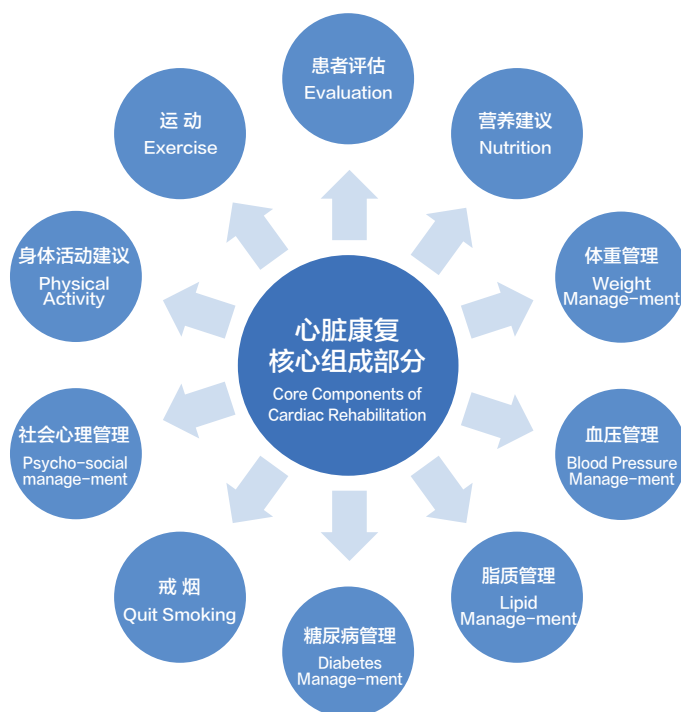 患者评估
Evaluation
营养建议
Nutrition
体重管理
Weight
Manage-ment
血压管理
Blood Pressure
Manage-ment
脂质管理
Lipid
Manage-ment
糖尿病管理
Diabetes
Manage-ment
戒 烟
Quit Smoking
社会心理管理
Psycho-social
manage-ment
身体活动建议
Physical
Activity
运 动
Exercise
心脏康复
核心组成部分
Core Components of
Cardiac Rehabilitation